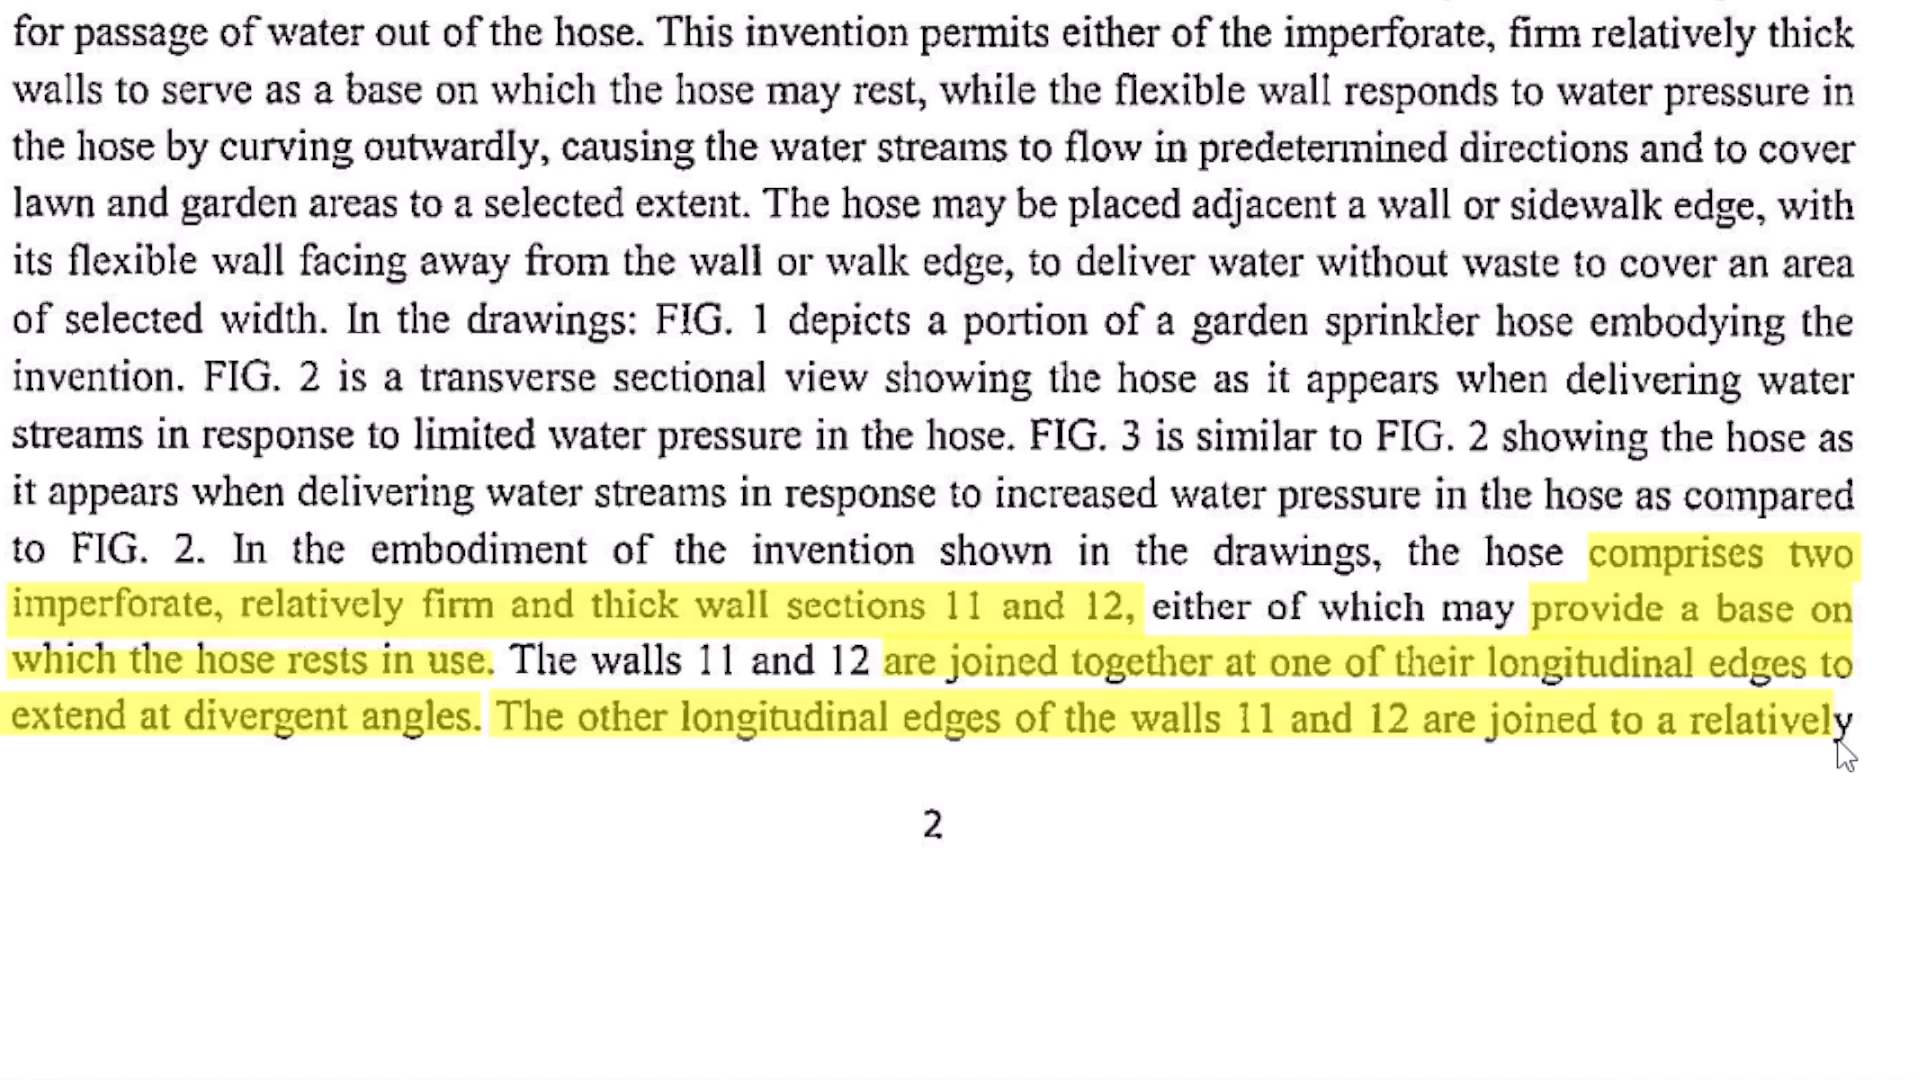 for passage of water out of the hose. This invention permits either of the imperforate, firm relatively thick
walls to serve as a base on which the hose may rest, while the flexible wall responds to water pressure in
the hose by curving outwardly, causing the water streams to flow in predetermined directions and to cover
lawn and garden areas to a selected extent. The hose may be placed adjacent a wall or sidewalk edge, with
its flexible wall facing away from the wall or walk edge, to deliver water without waste to cover an area
of selected width. In the drawings: FIG. 1 depicts a portion of a garden sprinkler hose embodying the
invention. FIG. 2 is a transverse sectional view showing the hose as it appears when delivering water
streams in response to limited water pressure in the hose. FIG. 3 is similar to FIG. 2 showing the hose as
it appears when delivering water streams in response to increased water pressure in the hose as compared
to FIG. 2. In the embodiment of the invention shown in the drawings, the hose comprises two
imperforate, relatively firm and thick wall sections 11 and 12, either of which may provide a base on
which the hose rests in use. The walls 11 and 12 are joined together at one of their longitudinal edges to
extend at divergent angles. The other longitudinal edges of the walls 11 and 12 are joined to a relatively
2